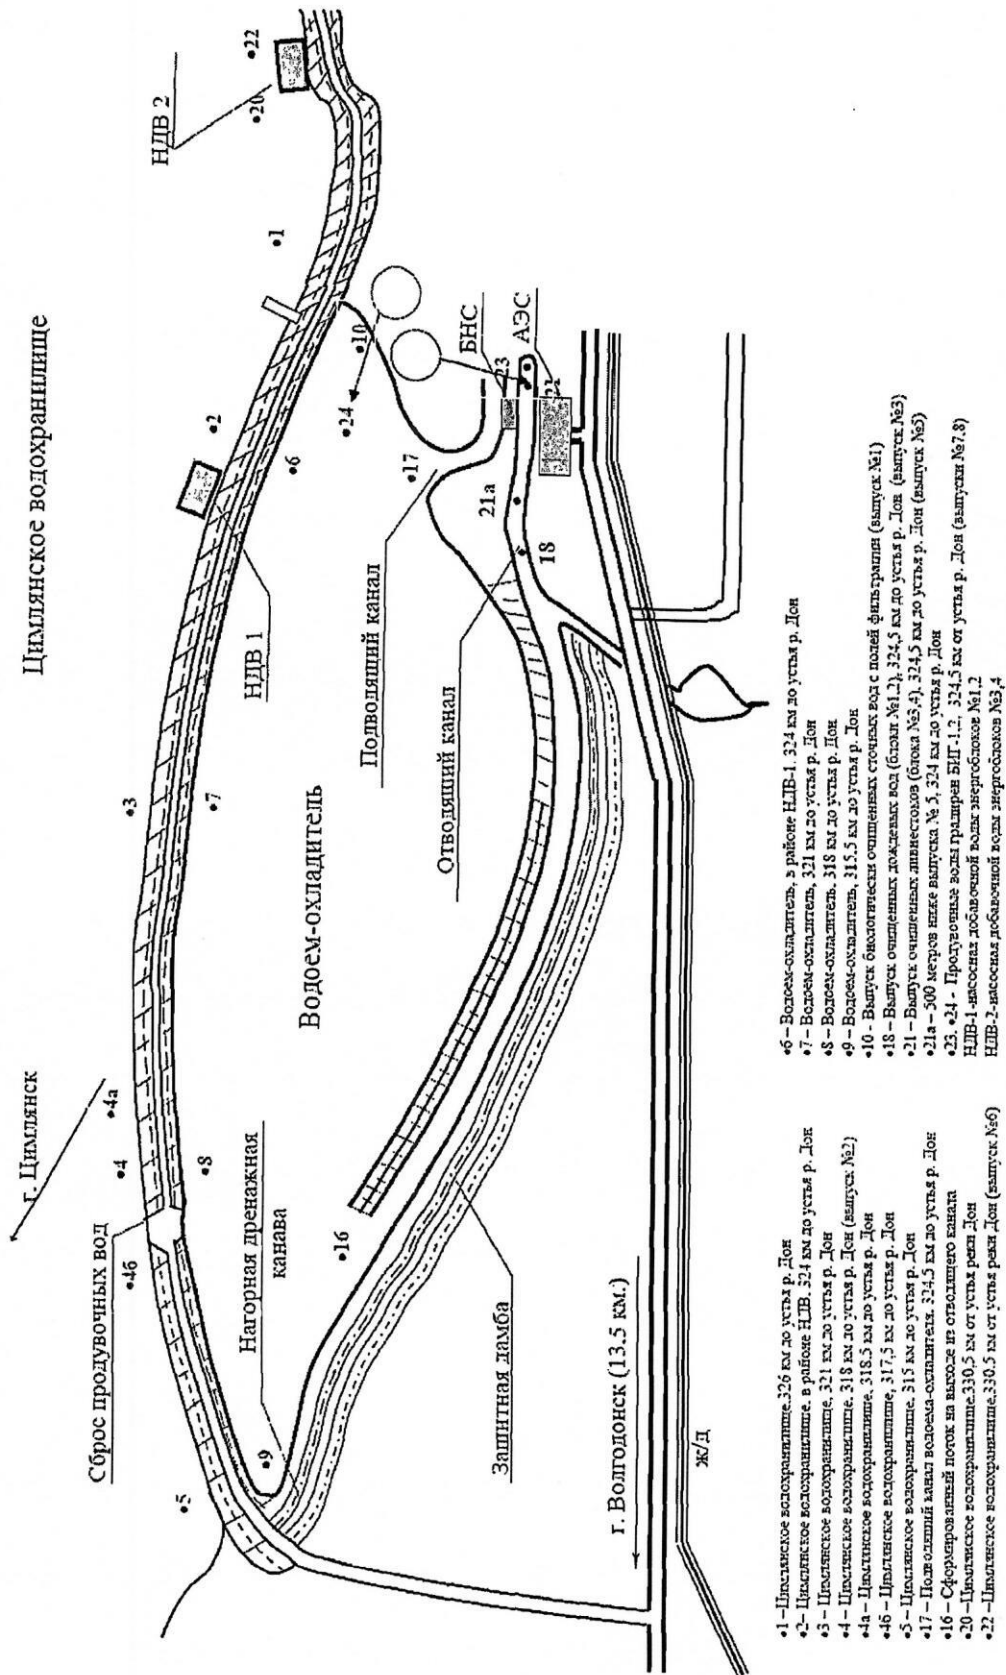 Цимлянское водохранилище
г. Цимлянск
НДВ 2
•22
•20
•1
•2
•3
•4а
•4
•4б
•5
Сброс продувочных вод
НДВ 1
•6
•7
•8
•9
•10
•24
•17
БНС
23
АЭС
21
21а
18
Подводящий канал
Отводящий канал
Водоем-охладитель
Нагорная дренажная
канава
•16
Защитная дамба
г. Волгодонск (13.5 км.)
ж/д
•1–Цимлянское водохранилище.326 км до устья р. Дон
•2– Цимлянское водохранилище. в районе НДВ. 324 км до устья р. Дон
•3 – Цимлянское водохранилище, 321 км до устья р. Дон
•4 – Цимлянское водохранилище. 318 км до устья р. Дон (выпуск №2)
•4а – Цимлянское водохранилище, 318.5 км до устья р. Дон
•4б – Цимлянское водохранилище, 317,5 км до устья р. Дон
•5 – Цимлянское водохранилище, 315 км до устья р. Дон
•17 – Подводящий канал водоема-охладителя. 324.5 км до устья р. Дон
•16 – Сформированный поток на выходе из отводящего канала
•20 –Цимлянское водохранилище.330,5 км от устья реки Дон
•22 –Цимлянское водохранилище,330.5 км от устья реки Дон (выпуск №6)
•6 – Водоем-охладитель, в районе НДВ-1. 324 км до устья р. Дон
•7 – Водоем-охладитель, 321 км до устья р. Дон
•8 – Водоем-охладитель. 318 км до устья р. Дон
•9 – Водоем-охладитель, 315.5 км до устья р. Дон
•10 - Выпуск биологически очищенных сточных вод с полей фильтрации (выпуск №1)
•18 – Выпуск очищенных дождевых вод (блоки №1.2), 324,5 км до устья р. Дон (выпуск №3)
•21 – Выпуск очищенных ливнестоков (блока №3,4). 324,5 км до устья р. Дон (выпуск №5)
•21а – 500 метров ниже выпуска № 5, 324 км до устья р. Дон
•23. •24 - Продувочные воды градирен БИГ-1,2, 324,5 км от устья р. Дон (выпуски №7,8)
НДВ-1-насосная добавочной воды энергоблоков №1,2
НДВ-2-насосная добавочной воды энергоблоков №3,4